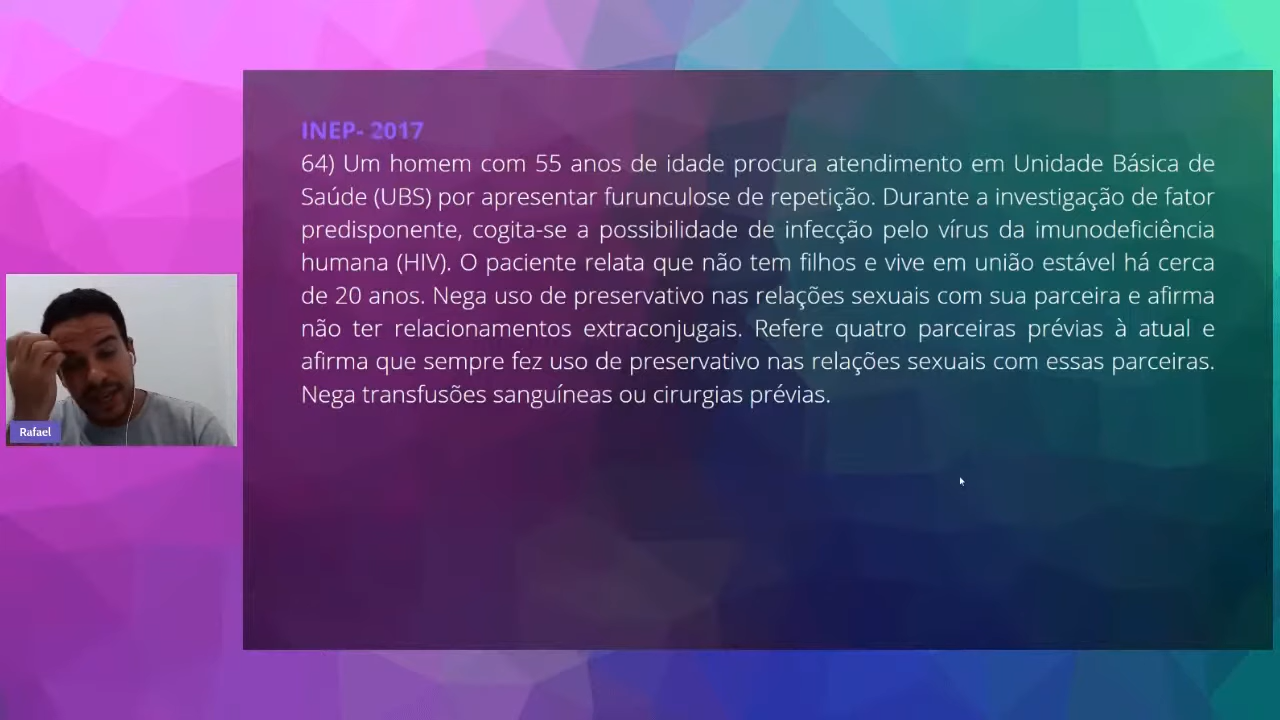 INEP- 2017
64) Um homem com 55 anos de idade procura atendimento em Unidade Básica de
Saúde (UBS) por apresentar furunculose de repetição. Durante a investigação de fator
predisponente, cogita-se a possibilidade de infecção pelo vírus da imunodeficiência
humana (HIV). O paciente relata que não tem filhos e vive em união estável há cerca
de 20 anos. Nega uso de preservativo nas relações sexuais com sua parceira e afirma
não ter relacionamentos extraconjugais. Refere quatro parceiras prévias à atual e
afirma que sempre fez uso de preservativo nas relações sexuais com essas parceiras.
Nega transfusões sanguíneas ou cirurgias prévias.
Rafael